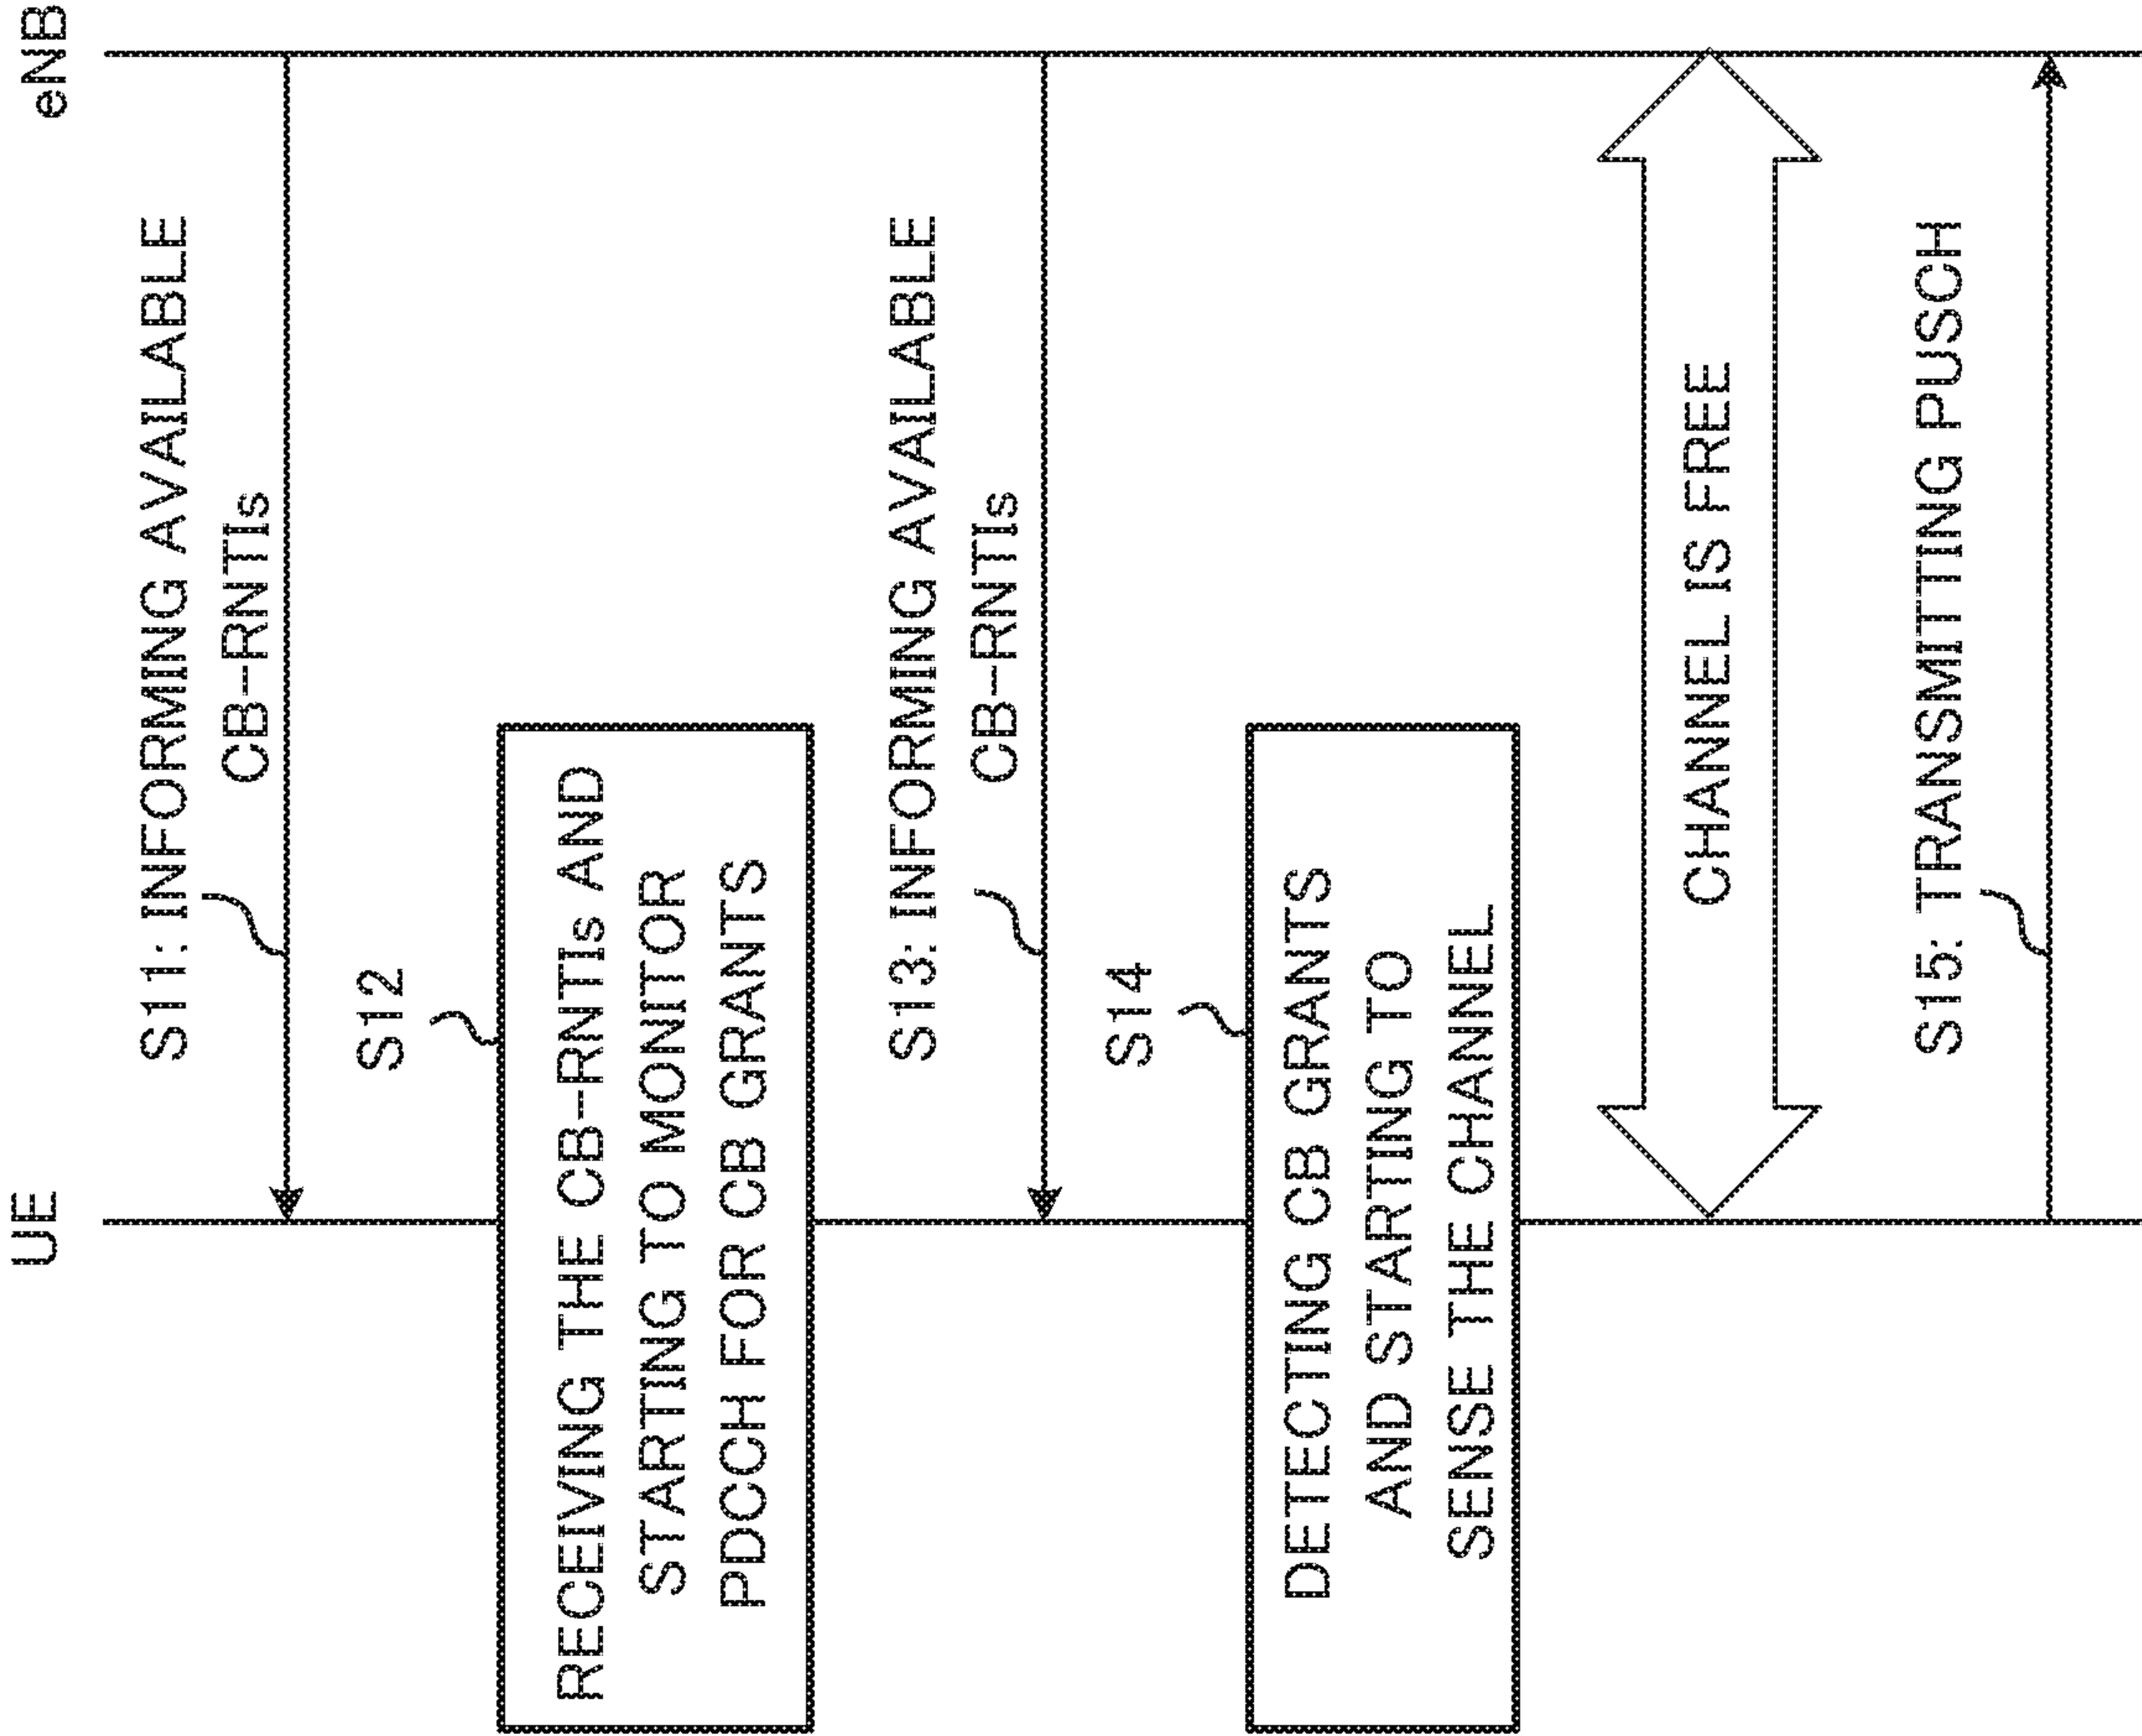 UE
eNB
S11: INFORMING AVAILABLE
CB-RNTIs
S12
RECEIVING THE CB-RNTIs AND
STARTING TO MONITOR
PDCCH FOR CB GRANTS
S13: INFORMING AVAILABLE
CB-RNTIs
S14
DETECTING CB GRANTS
AND STARTING TO
SENSE THE CHANNEL
CHANNEL IS FREE
S15: TRANSMITTING PUSCH